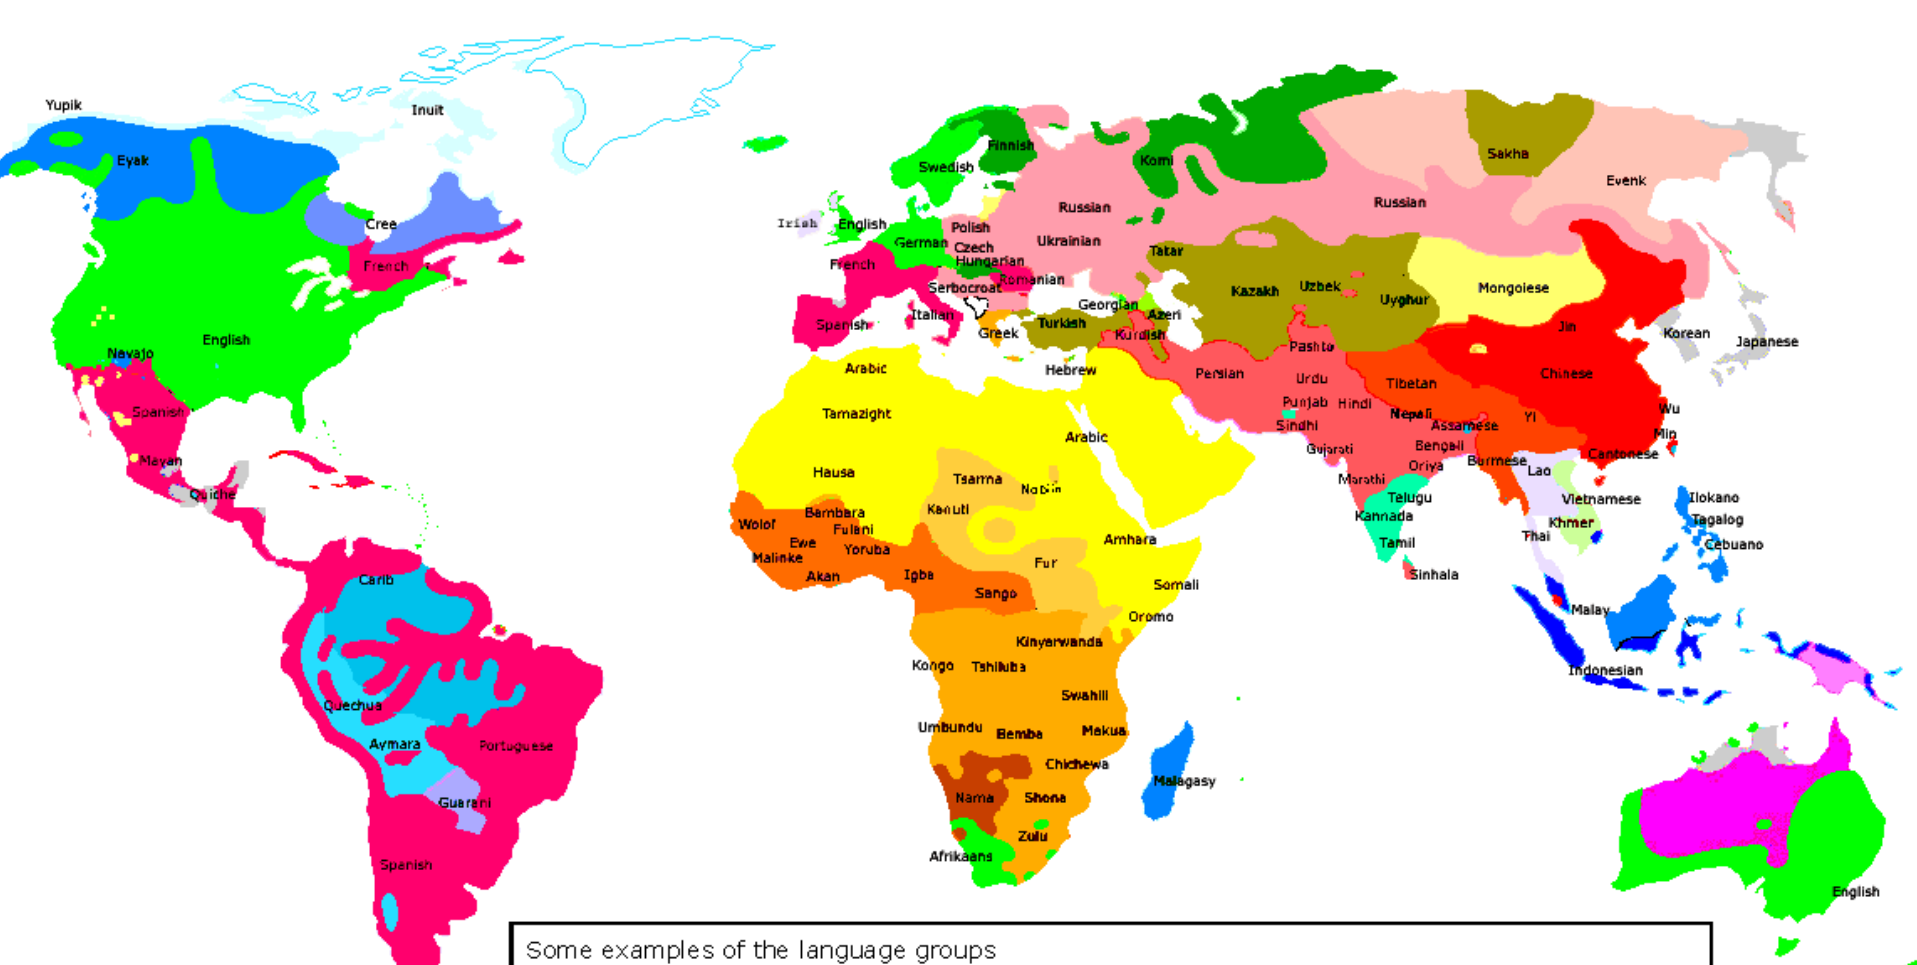 Yupik
Inuit
Eyak
Cree
French
English
Navajo
Spanish
Mayan
Quiche
Carib
Quechua
Aymara
Portuguese
Guarani
Spanish
Finnish
Swedish
Komi
Sakha
Evenk
Irish
English
Russian
Russian
Polish
German
Czech
Ukrainian
Tatar
French
Hungarian
Romanian
Serbocroat
Kazakh
Uzbek
Uyghur
Mongolese
Georgian
Azeri
Spanish
Italian
Greek
Turkish
Kurdish
Jin
Korean
Japanese
Arabic
Hebrew
Persian
Pashto
Urdu
Tibetan
Chinese
Tamazight
Punjab
Hindi
Nepali
Yi
Wu
Arabic
Sindhi
Assamese
Min
Gujarati
Bengali
Cantonese
Hausa
Tsarma
Marathi
Oriya
Burmese
Lao
Kanuti
Telugu
Vietnamese
Ilokano
Wolof
Bambara
Fulani
Kannada
Khmer
Tagalog
Ewe
Yoruba
Amhara
Tamil
Thai
Cebuano
Malinke
Akan
Igba
Fur
Sinhala
Sango
Somali
Oromo
Malay
Kinyarwanda
Kongo
Tshiluba
Indonesian
Swahili
Umbundu
Bemba
Makua
Chichewa
Malagasy
Nama
Shona
Zulu
Afrikaans
English
Some examples of the language groups